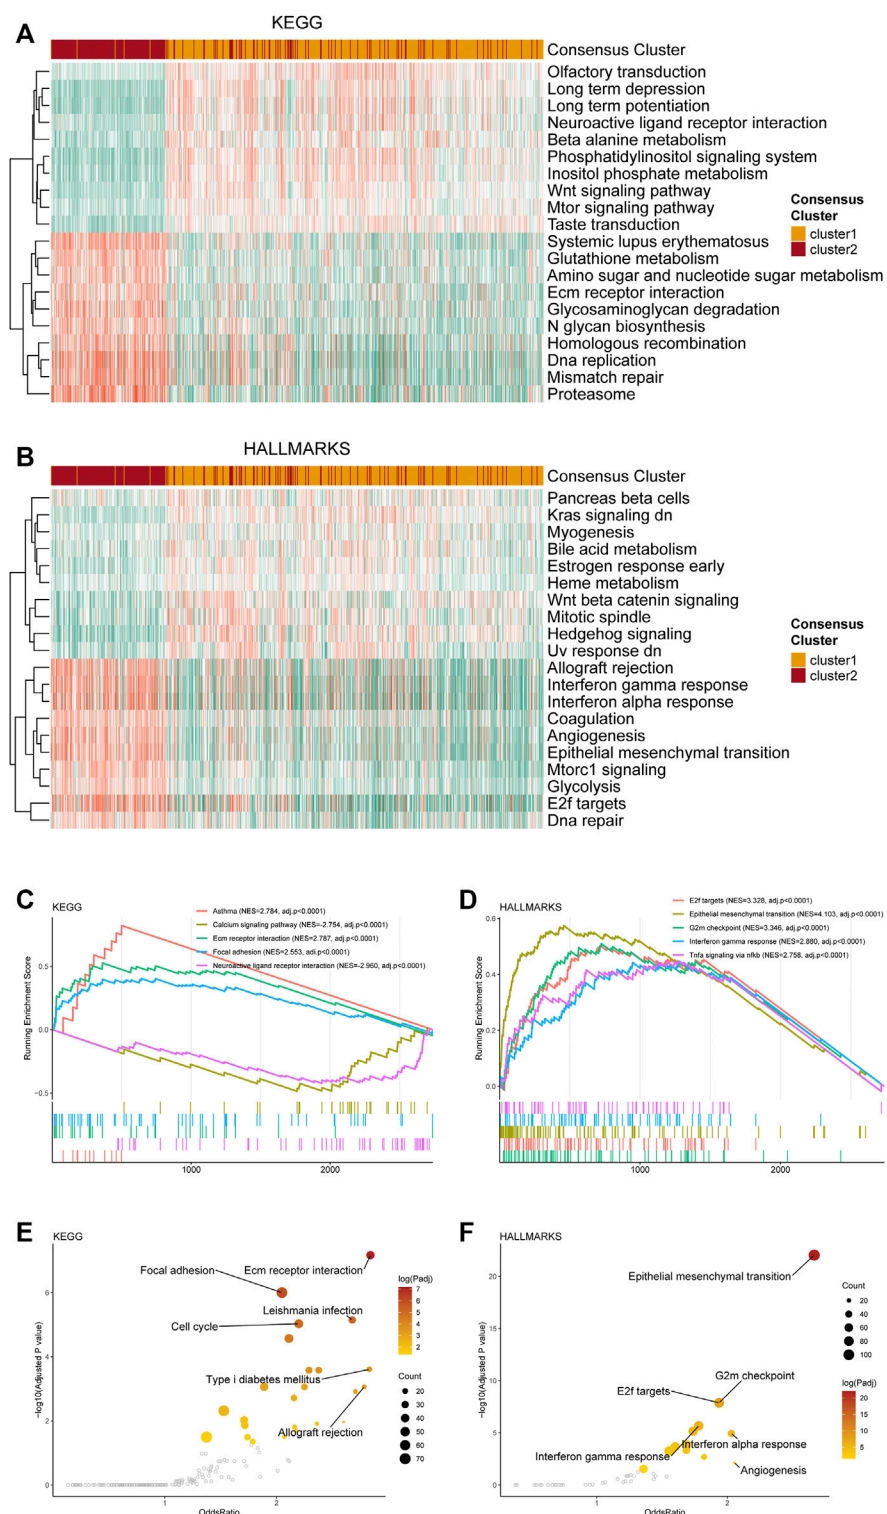 A
KEGG
Consensus Cluster
Olfactory transduction
Long term depression
Long term potentiation
Neuroactive ligand receptor interaction
Beta alanine metabolism
Phosphatidylinositol signaling system
Inositol phosphate metabolism
Wnt signaling pathway
Mtor signaling pathway
Taste transduction
Systemic lupus erythematosus
Glutathione metabolism
Amino sugar and nucleotide sugar metabolism
Ecm receptor interaction
Glycosaminoglycan degradation
N glycan biosynthesis
Homologous recombination
Dna replication
Mismatch repair
Proteasome
Consensus
Cluster
cluster1
cluster2
B
HALLMARKS
Consensus Cluster
Pancreas beta cells
Kras signaling dn
Myogenesis
Bile acid metabolism
Estrogen response early
Heme metabolism
Wnt beta catenin signaling
Mitotic spindle
Hedgehog signaling
Uv response dn
Allograft rejection
Interferon gamma response
Interferon alpha response
Coagulation
Angiogenesis
Epithelial mesenchymal transition
Mtorc1 signaling
Glycolysis
E2f targets
Dna repair
Consensus
Cluster
cluster1
cluster2
C
KEGG
Asthma (NES=2.784, adj.p<0.0001)
Calcium signaling pathway (NES=-2.754, adj.p<0.0001)
Ecm receptor interaction (NES=2.787, adj.p<0.0001)
Focal adhesion (NES=2.553, adj.p<0.0001)
Neuroactive ligand receptor interaction (NES=-2.960, adj.p<0.0001)
Running Enrichment Score
0.5
0.0
−0.5
1000
2000
D
HALLMARKS
E2f targets (NES=3.328, adj.p<0.0001)
Epithelial mesenchymal transition (NES=4.103, adj.p<0.0001)
G2m checkpoint (NES=3.346, adj.p<0.0001)
Interferon gamma response (NES=2.880, adj.p<0.0001)
Tnfa signaling via nfkb (NES=2.758, adj.p<0.0001)
Running Enrichment Score
0.6
0.4
0.2
0.0
1000
2000
E
KEGG
Focal adhesion
Ecm receptor interaction
Leishmania infection
Cell cycle
Type i diabetes mellitus
Allograft rejection
−log10(Adjusted P value)
6
4
2
0
1
2
OddsRatio
log(Padj)
7
6
5
4
3
2
Count
20
30
40
50
60
70
F
HALLMARKS
Epithelial mesenchymal transition
G2m checkpoint
E2f targets
Interferon alpha response
Interferon gamma response
Angiogenesis
−log10(Adjusted P value)
20
15
10
5
0
1
2
OddsRatio
Count
20
40
60
80
100
log(Padj)
20
15
10
5